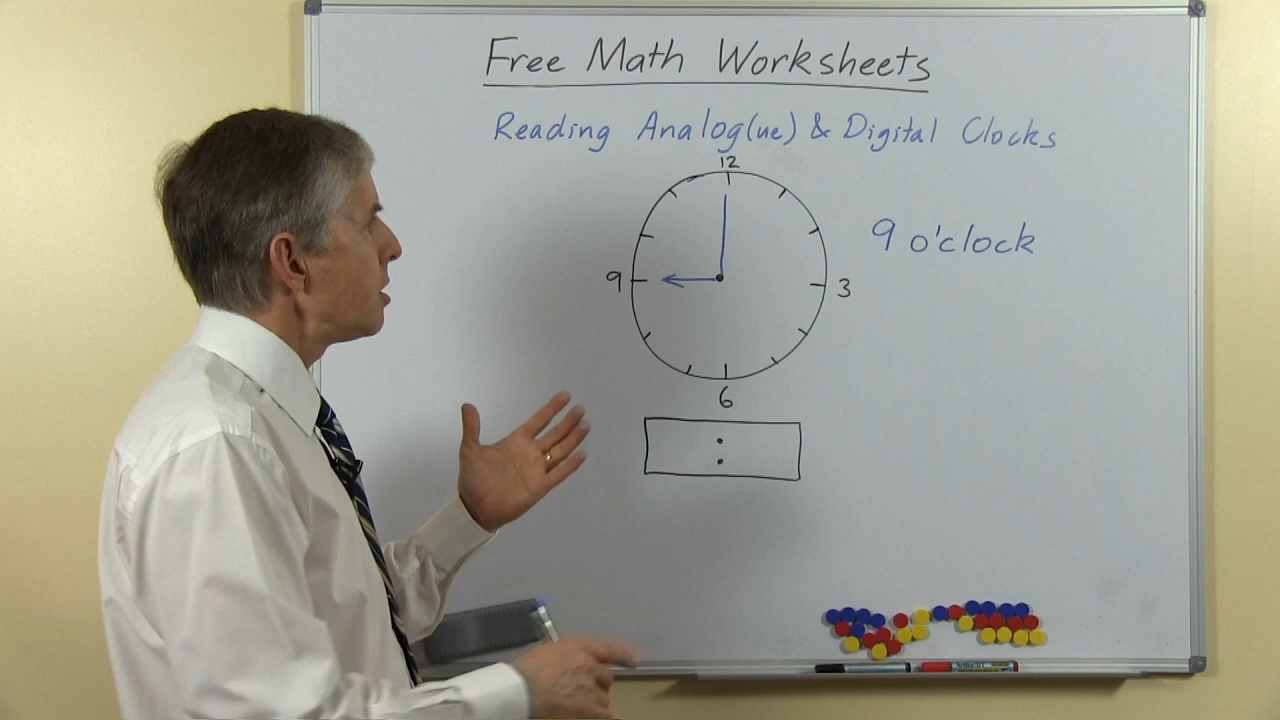 Free Math Worksheets
Reading Analog(ue) & Digital Clocks
12
9 o'clock
9
3
6
: